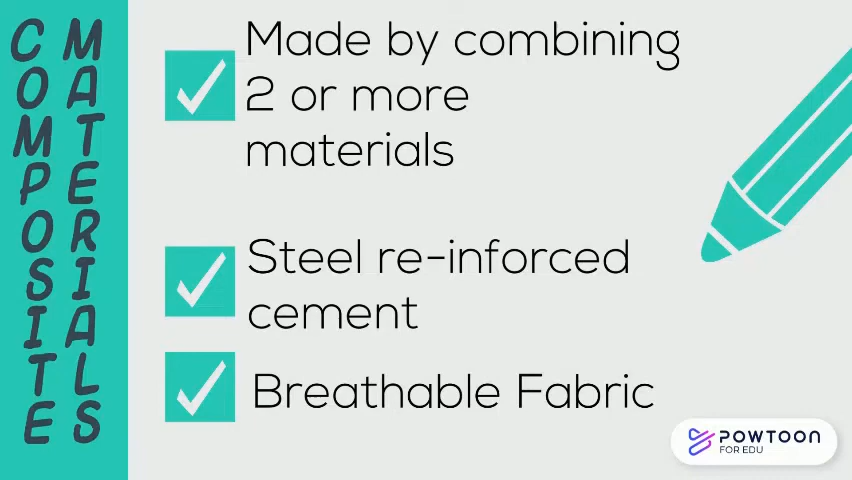 COMPOSITE
MATERIALS
Made by combining
2 or more
materials
Steel re-inforced
cement
Breathable Fabric
POWTOON
FOR EDU